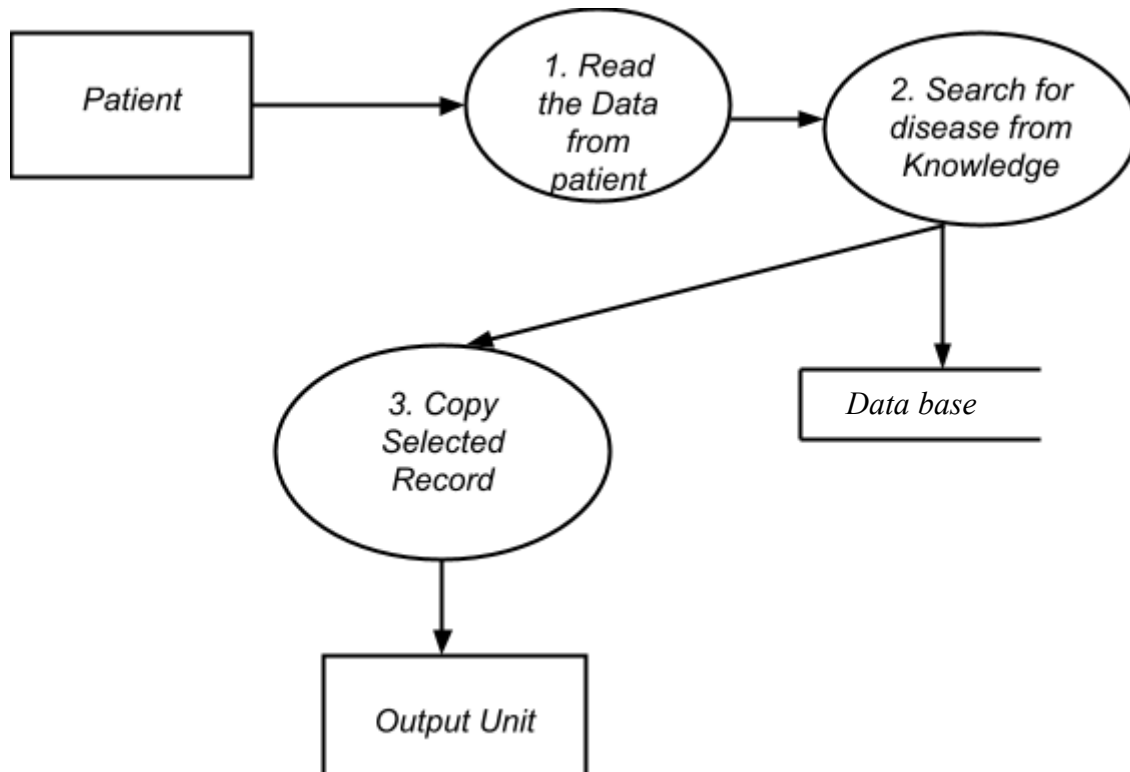 Patient
1. Read
the Data
from
patient
2. Search for
disease from
Knowledge
3. Copy
Selected
Record
Data base
Output Unit